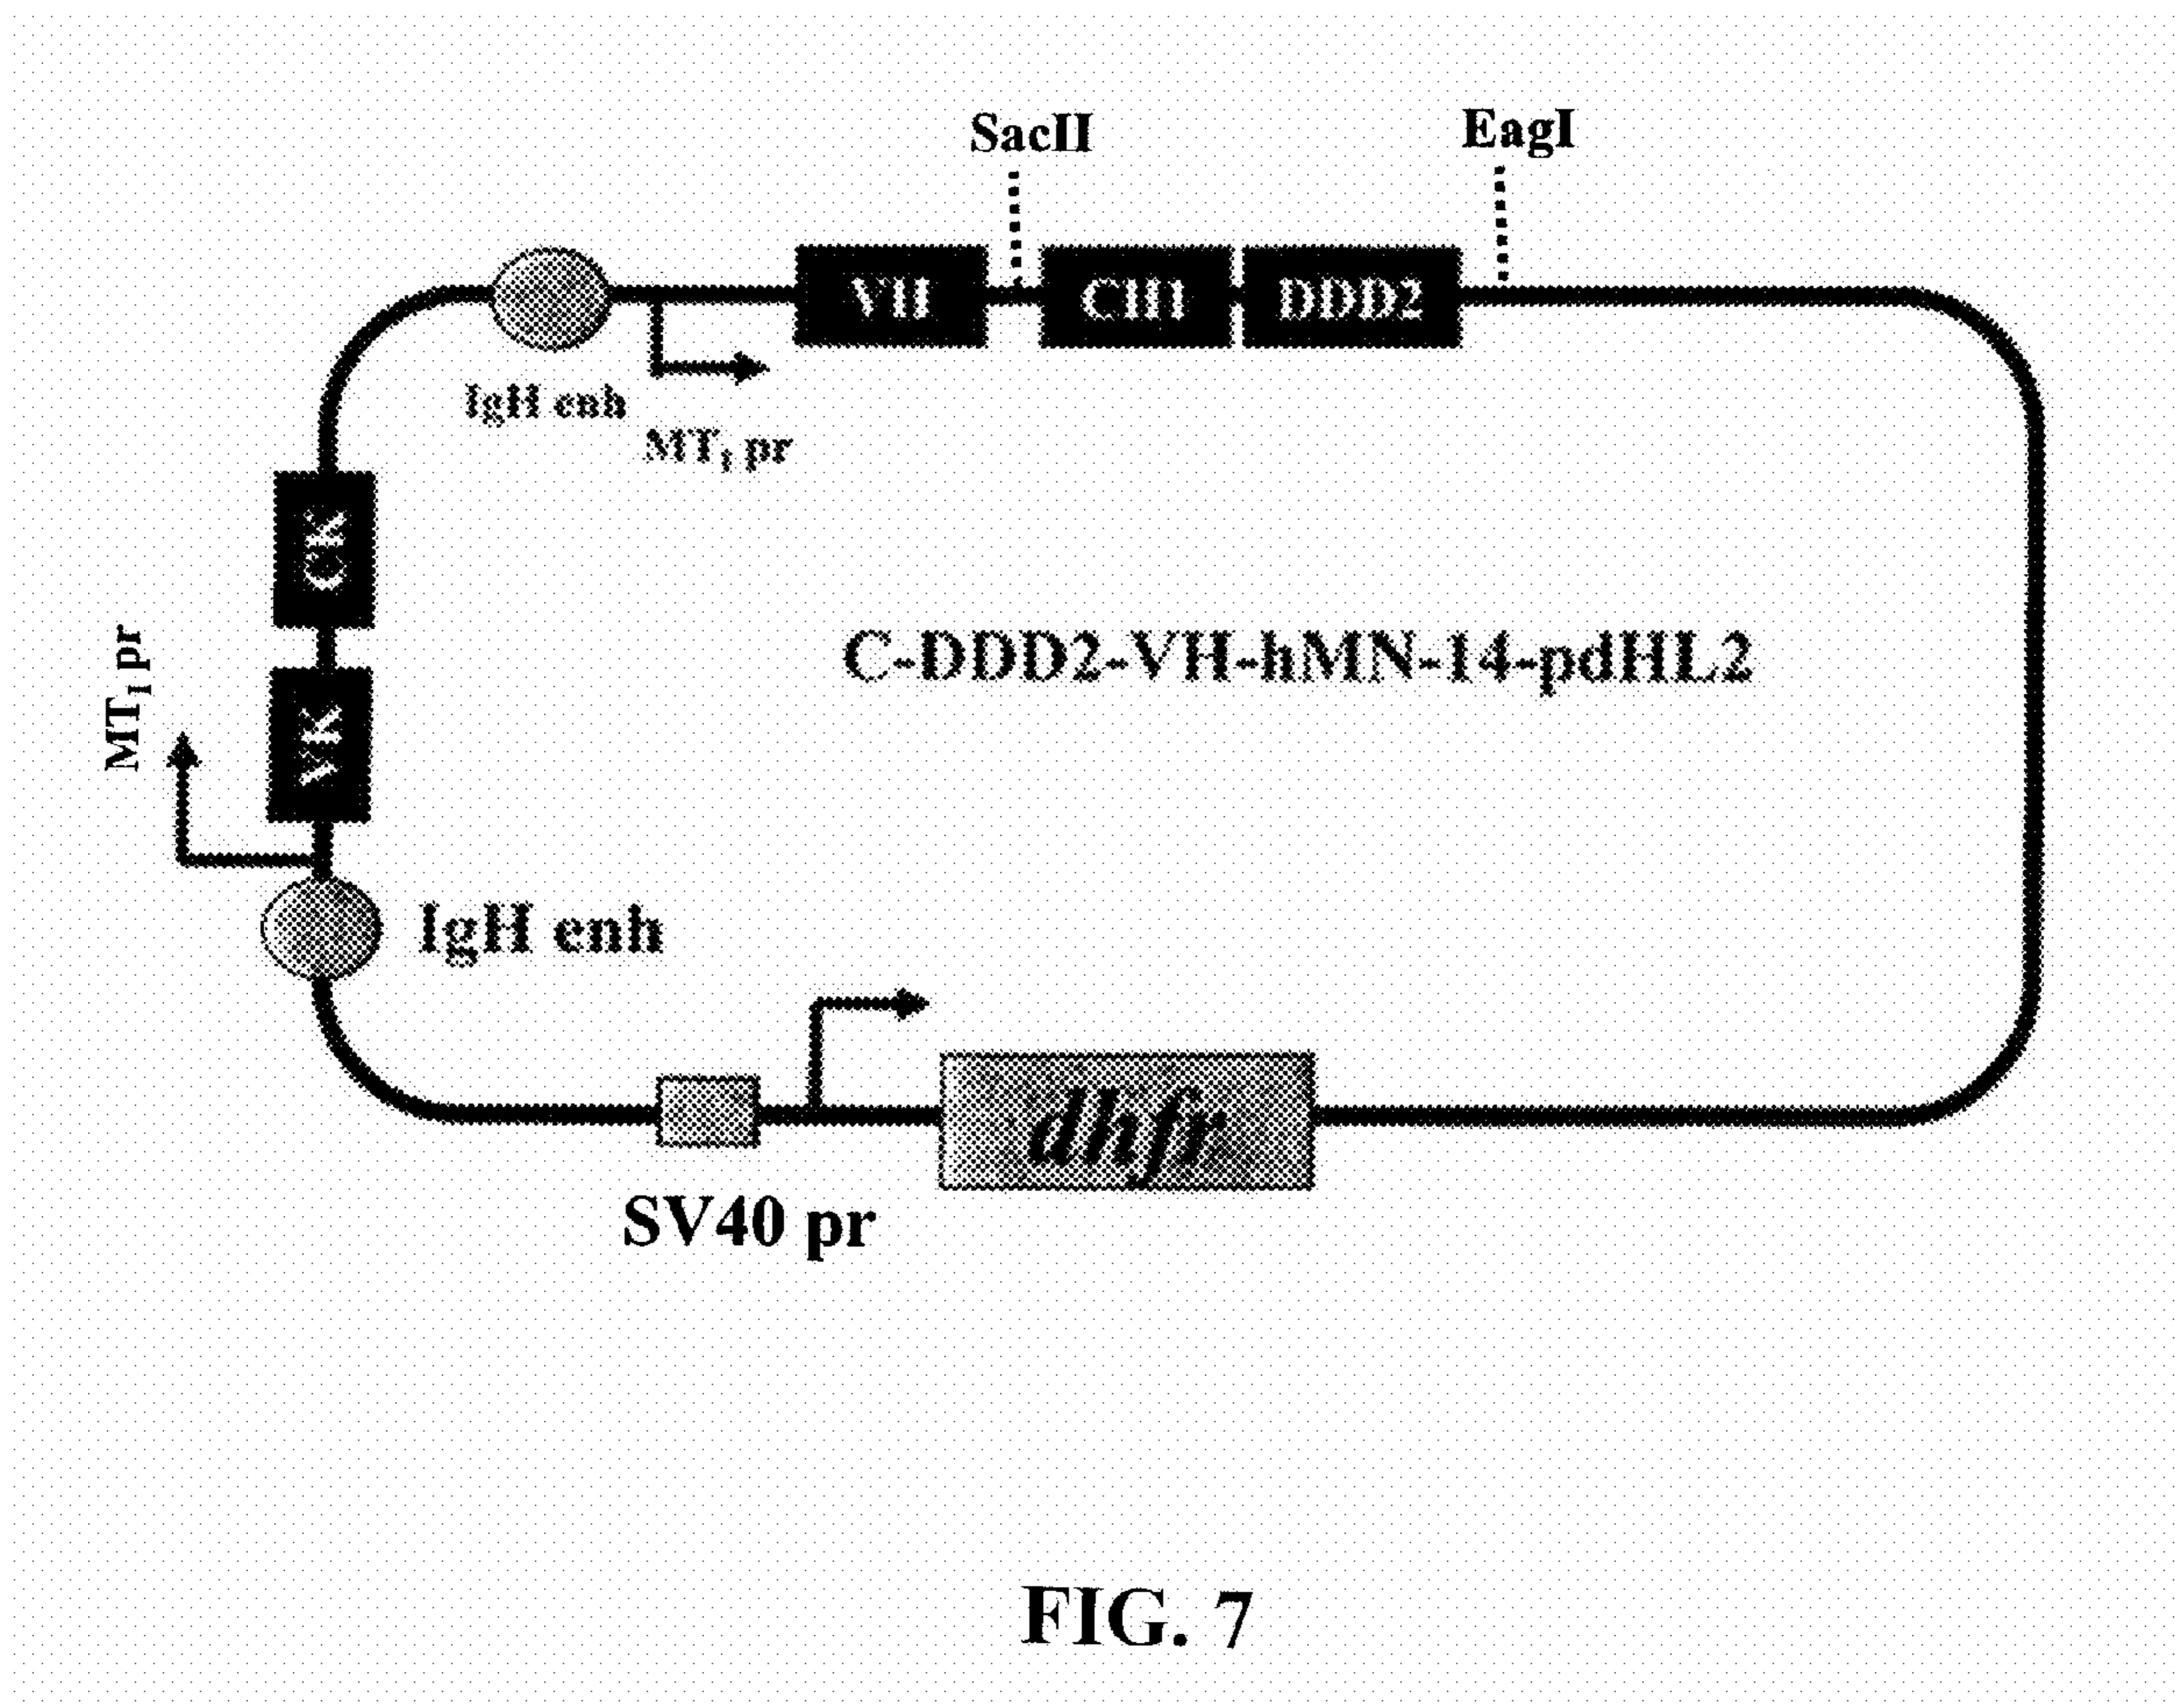 SacII
EagI
VH
CH1
DDD2
IgH enh
MT1 pr
CK
C-DDD2-VH-hMN-14-pdHL2
MT1 pr
VK
IgH enh
dhfr
SV40 pr
FIG. 7